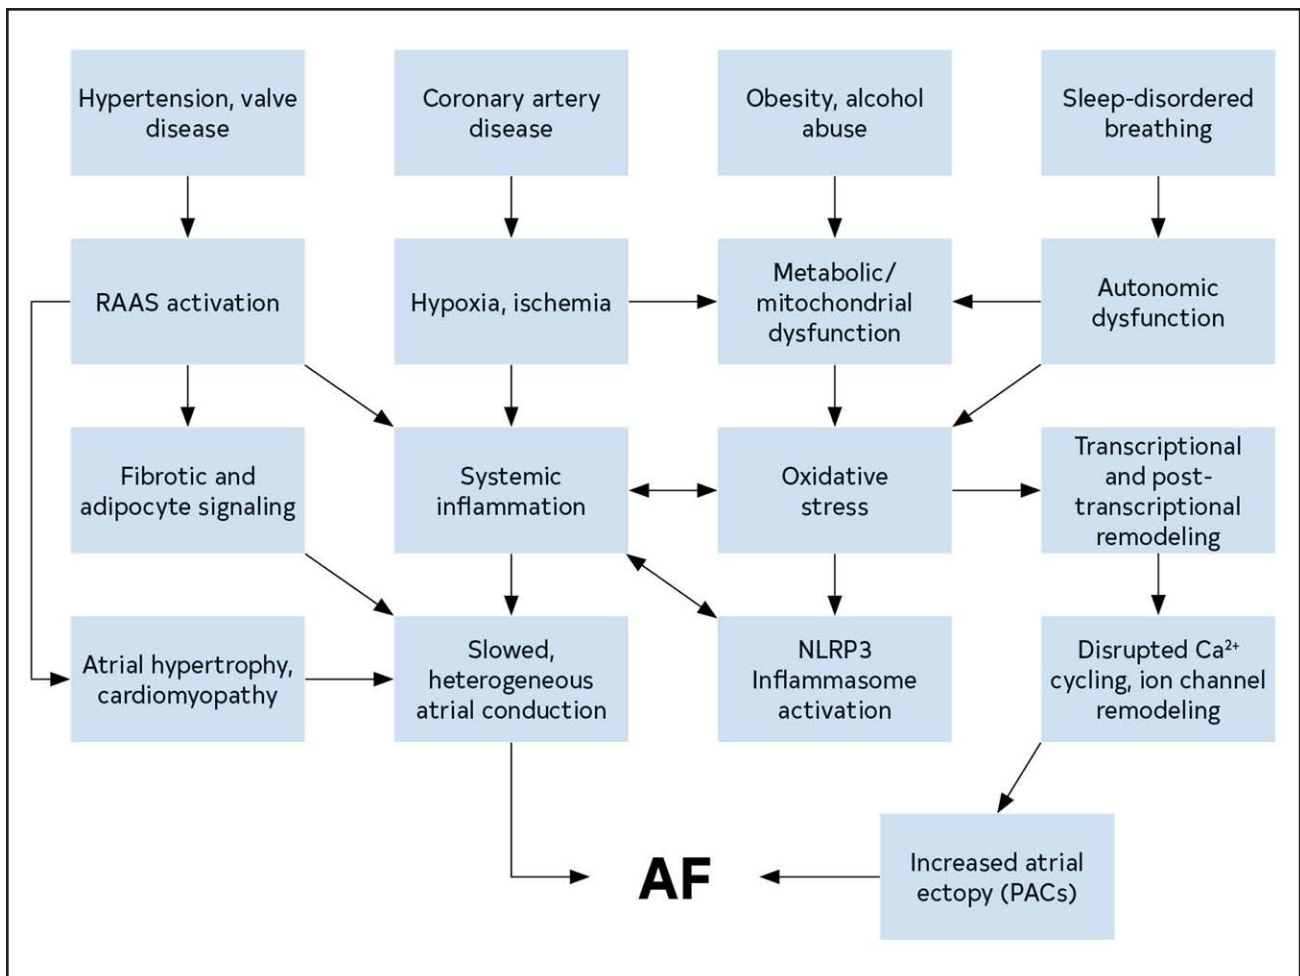 Hypertension, valve
disease
Coronary artery
disease
Obesity, alcohol
abuse
Sleep-disordered
breathing
RAAS activation
Hypoxia, ischemia
Metabolic/
mitochondrial
dysfunction
Autonomic
dysfunction
Fibrotic and
adipocyte signaling
Systemic
inflammation
Oxidative
stress
Transcriptional
and post-
transcriptional
remodeling
Atrial hypertrophy,
cardiomyopathy
Slowed,
heterogeneous
atrial conduction
NLRP3
Inflammasome
activation
Disrupted Ca²⁺
cycling, ion channel
remodeling
AF
Increased atrial
ectopy (PACs)